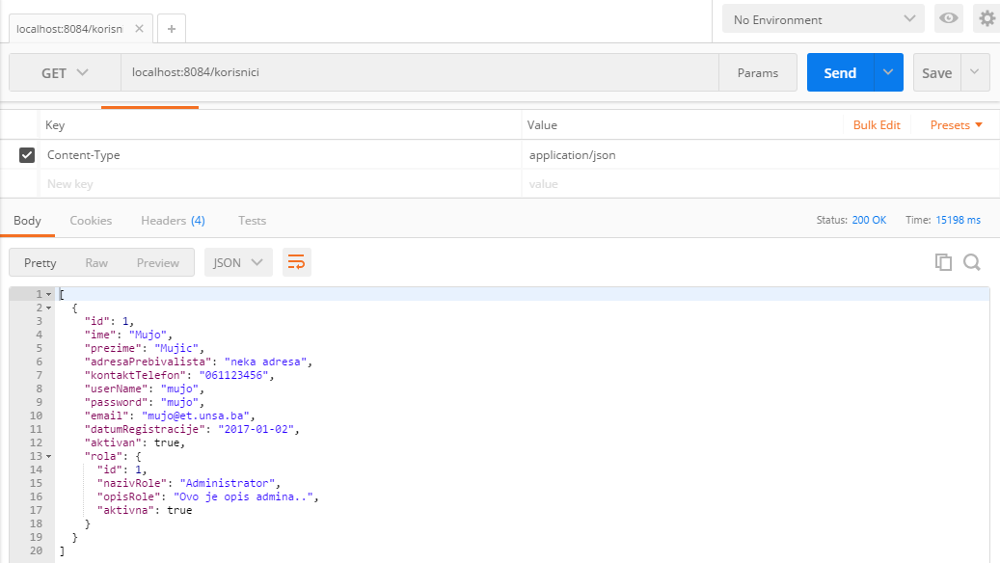 localhost:8084/korisn
No Environment
GET localhost:8084/korisnici Params Send Save
Key Value Bulk Edit Presets
Content-Type application/json
New key value
Body Cookies Headers (4) Tests Status: 200 OK Time: 15198 ms
Pretty Raw Preview JSON
1 [
2 {
3 "id": 1,
4 "ime": "Mujo",
5 "prezime": "Mujic",
6 "adresaPrebivalista": "neka adresa",
7 "kontaktTelefon": "061123456",
8 "userName": "mujo",
9 "password": "mujo",
10 "email": "mujo@et.unsa.ba",
11 "datumRegistracije": "2017-01-02",
12 "aktivan": true,
13 "rola": {
14 "id": 1,
15 "nazivRole": "Administrator",
16 "opisRole": "Ovo je opis admina..",
17 "aktivna": true
18 }
19 }
20 ]